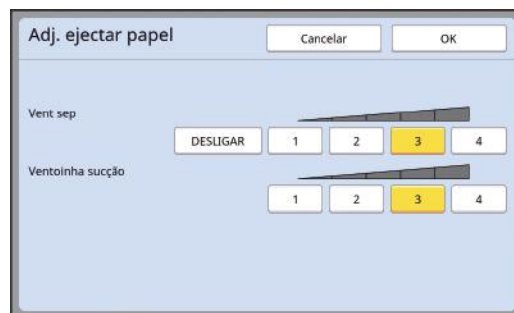 Adj. ejectar papel Cancelar OK
Vent sep
DESLIGAR 1 2 3 4
Ventoinha sucção
1 2 3 4